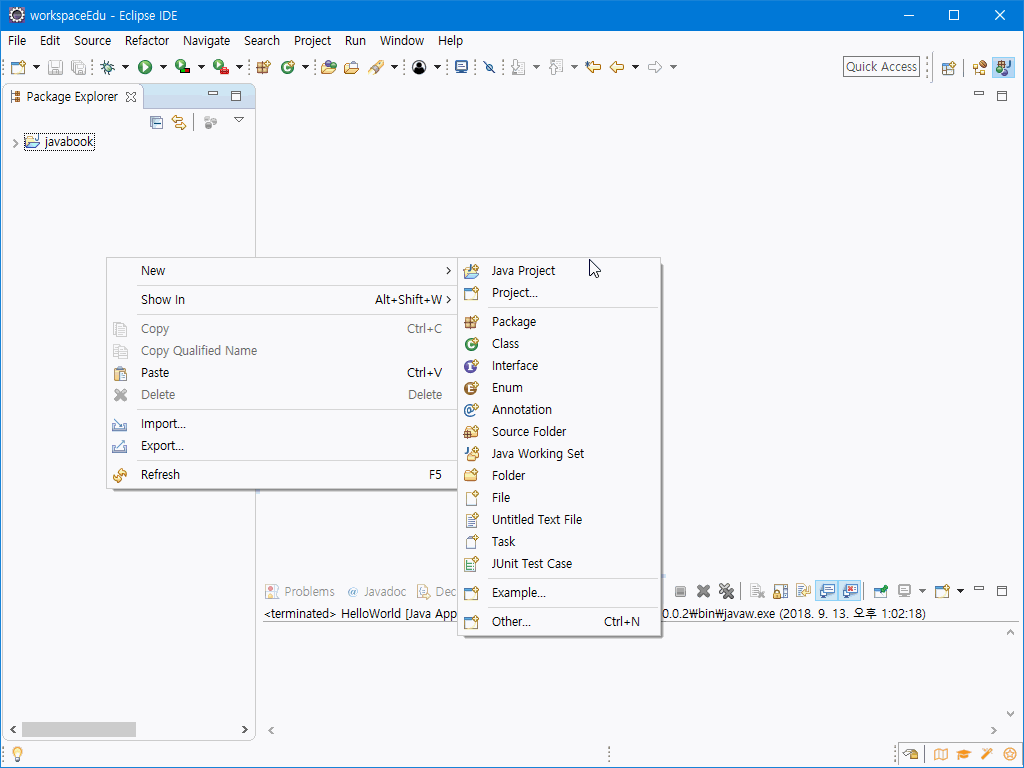 workspaceEdu - Eclipse IDE
File Edit Source Refactor Navigate Search Project Run Window Help
Quick Access
Package Explorer
javabook
New
Show In Alt+Shift+W
Copy Ctrl+C
Copy Qualified Name
Paste Ctrl+V
Delete Delete
Import...
Export...
Refresh F5
Java Project
Project...
Package
Class
Interface
Enum
Annotation
Source Folder
Java Working Set
Folder
File
Untitled Text File
Task
JUnit Test Case
Example...
Other... Ctrl+N
Problems @ Javadoc Dec
<terminated> HelloWorld [Java App 0.0.2₩bin₩javaw.exe (2018. 9. 13. 오후 1:02:18)